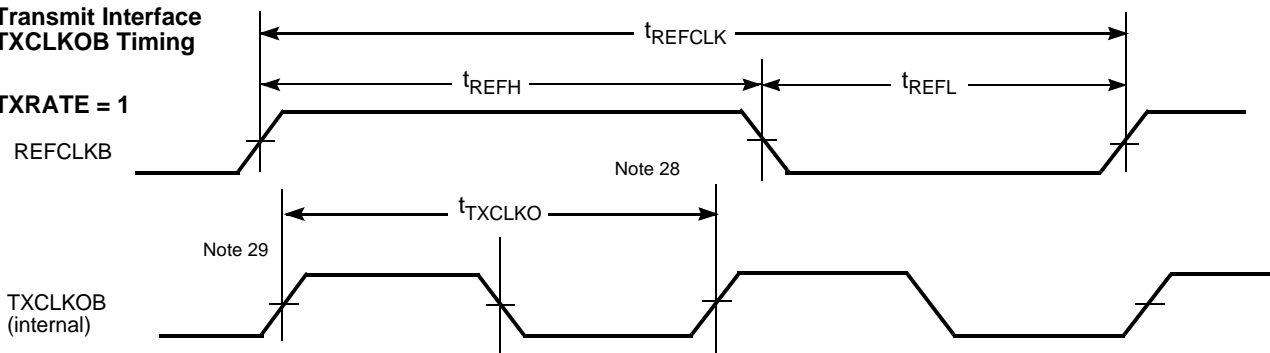 Transmit Interface
TXCLKOB Timing
tREFCLK
tREFH
tREFL
TXRATE = 1
REFCLKB
Note 28
tTXCLKO
Note 29
TXCLKOB
(internal)